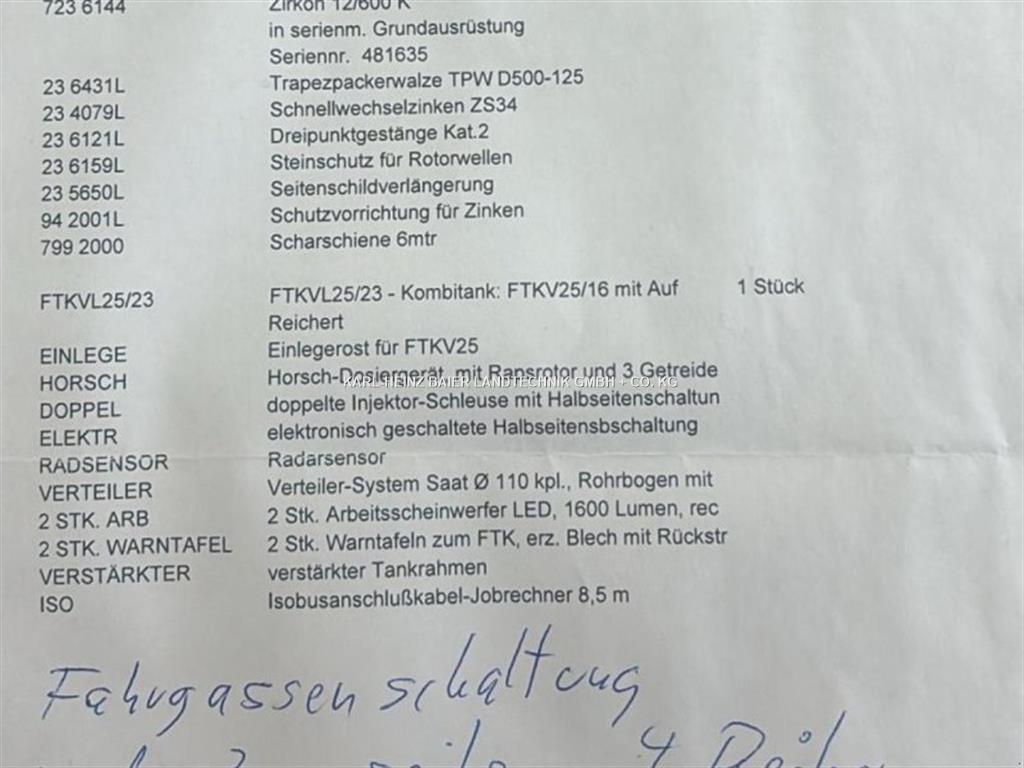 723 6144 Zirkon 12/600 K
in serienm. Grundausrüstung
Seriennr. 481635
23 6431L Trapezpackerwalze TPW D500-125
23 4079L Schnellwechselzinken ZS34
23 6121L Dreipunktgestänge Kat.2
23 6159L Steinschutz für Rotorwellen
23 5650L Seitenschildverlängerung
94 2001L Schutzvorrichtung für Zinken
799 2000 Scharschiene 6mtr
FTKVL25/23 FTKVL25/23 - Kombitank: FTKV25/16 mit Auf 1 Stück
Reichert
EINLEGE Einlegerost für FTKV25
HORSCH Horsch-Dosiergerät, mit Rapsrotor und 3 Getreide
KARL-HEINZ BAIER LANDTECHNIK GMBH + CO. KG
DOPPEL doppelte Injektor-Schleuse mit Halbseitenschaltun
ELEKTR elektronisch geschaltete Halbseitensbschaltung
RADSENSOR Radarsensor
VERTEILER Verteiler-System Saat Ø 110 kpl., Rohrbogen mit
2 STK. ARB 2 Stk. Arbeitsscheinwerfer LED, 1600 Lumen, rec
2 STK. WARNTAFEL 2 Stk. Warntafeln zum FTK, erz. Blech mit Rückstr
VERSTÄRKTER verstärkter Tankrahmen
ISO Isobusanschlußkabel-Jobrechner 8,5 m
Fahrgassenschaltung
4